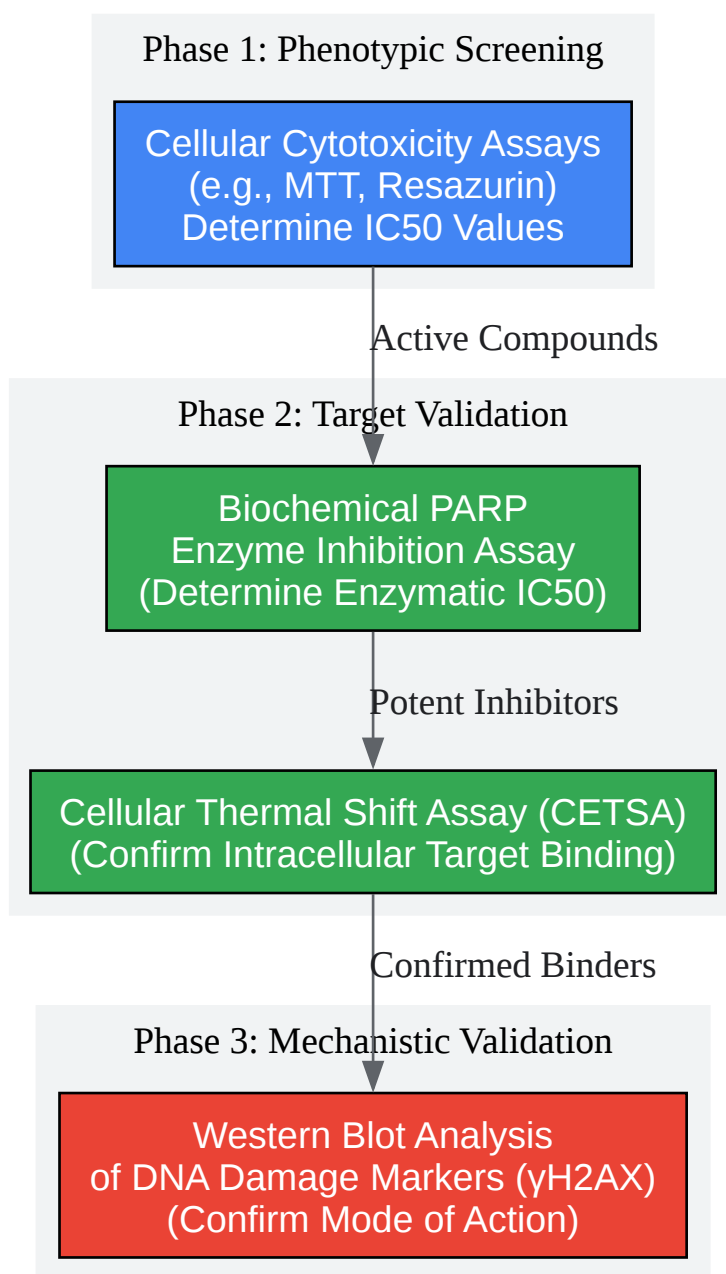 Phase 1: Phenotypic Screening
Cellular Cytotoxicity Assays
(e.g., MTT, Resazurin)
Determine IC50 Values
Active Compounds
Phase 2: Target Validation
Biochemical PARP
Enzyme Inhibition Assay
(Determine Enzymatic IC50)
Potent Inhibitors
Cellular Thermal Shift Assay (CETSA)
(Confirm Intracellular Target Binding)
Confirmed Binders
Phase 3: Mechanistic Validation
Western Blot Analysis
of DNA Damage Markers (γH2AX)
(Confirm Mode of Action)